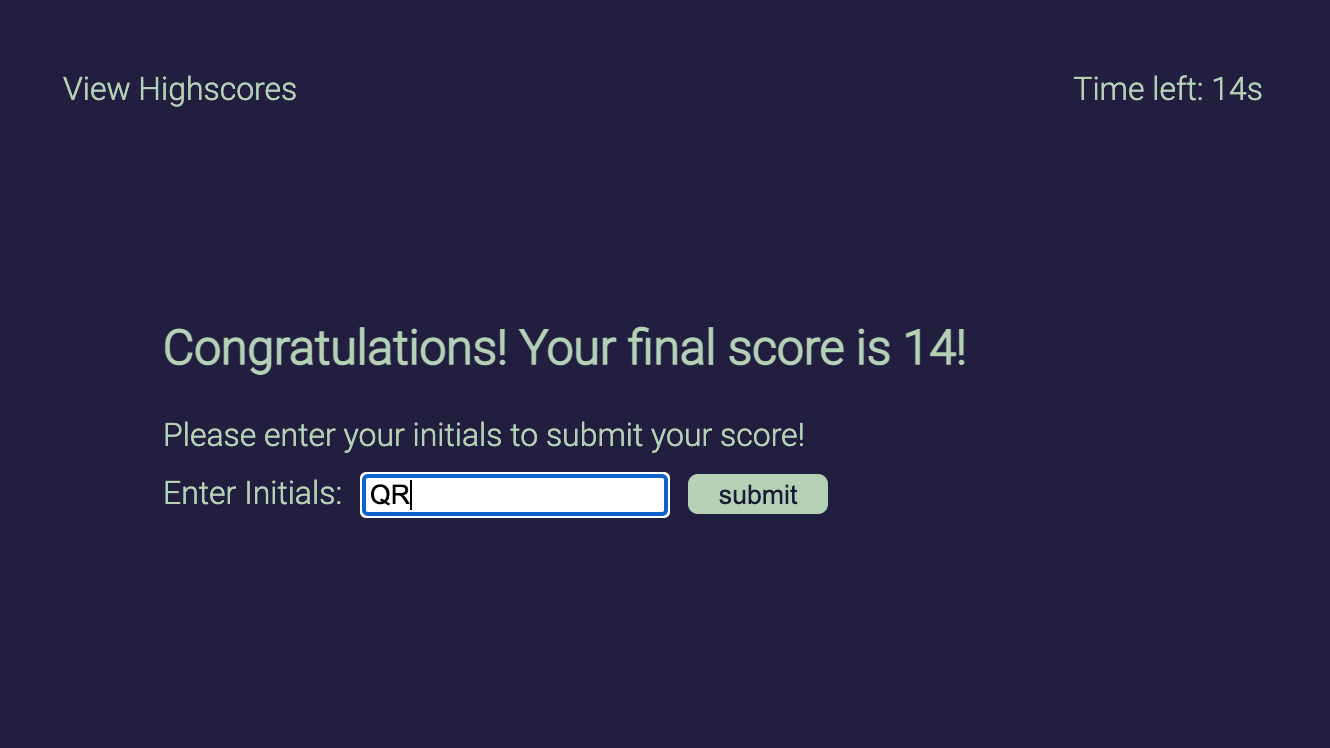 View Highscores
Time left: 14s
Congratulations! Your final score is 14!
Please enter your initials to submit your score!
Enter Initials: QR submit